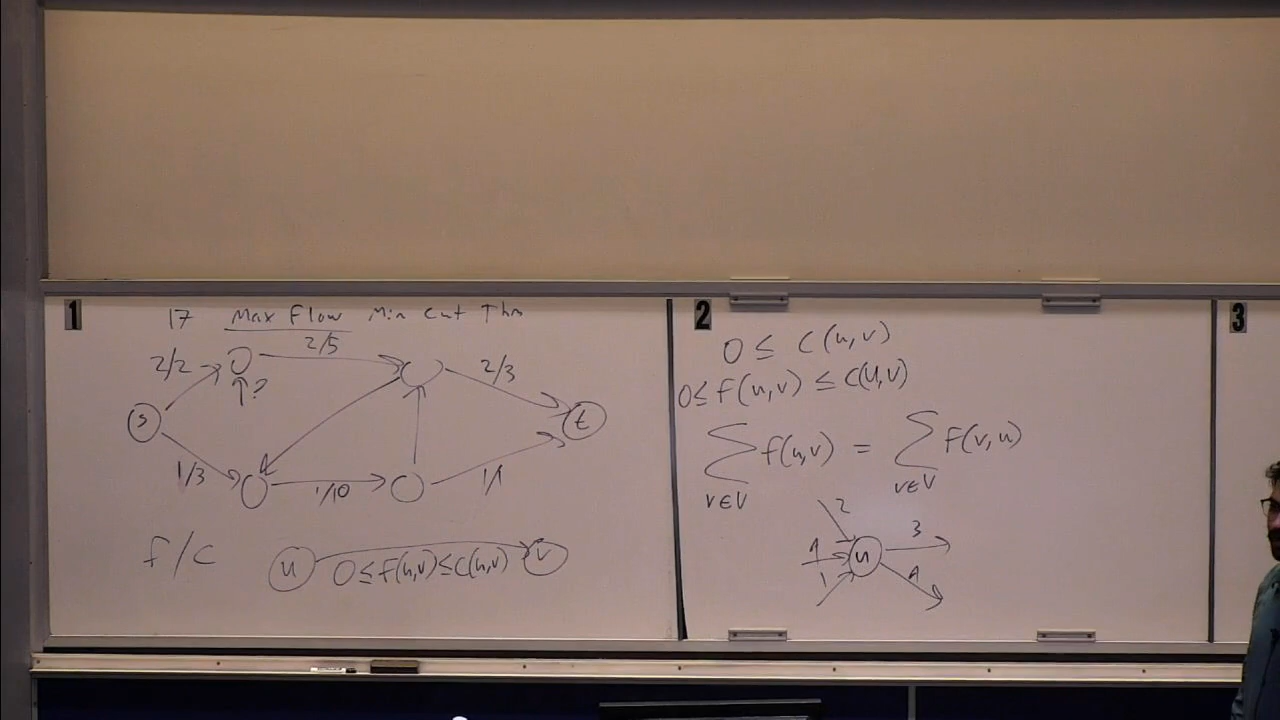 1
17 Max Flow Min Cut Thm
2/2
2/5
2/3
?
s
t
1/3
1/10
1/1
f/c
u 0≤f(u,v)≤c(u,v) v
2
0 ≤ c(u,v)
0≤f(u,v) ≤ c(u,v)
∑ f(u,v) = ∑ f(v,u)
v∈V v∈V
2
4 u 3
1 4
3